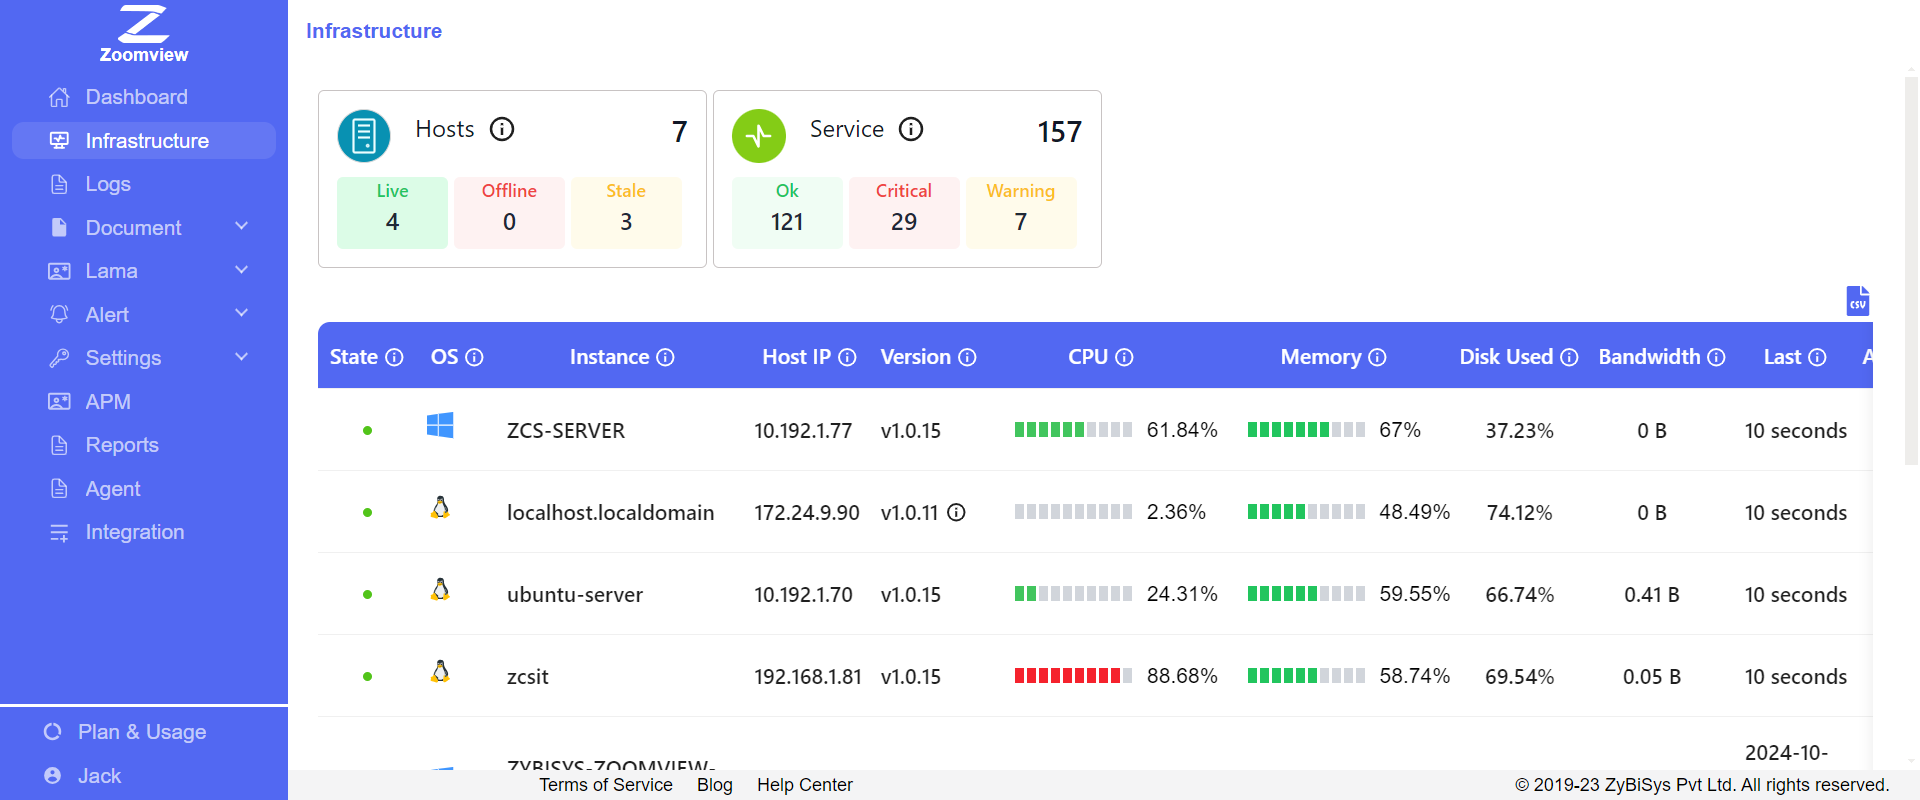 Zoomview
Dashboard
Infrastructure
Logs
Document
Lama
Alert
Settings
APM
Reports
Agent
Integration
Plan & Usage
Jack
Infrastructure
Hosts 7
Live Offline Stale
4 0 3
Service 157
Ok Critical Warning
121 29 7
CSV
State OS Instance Host IP Version CPU Memory Disk Used Bandwidth Last
ZCS-SERVER 10.192.1.77 v1.0.15 61.84% 67% 37.23% 0 B 10 seconds
localhost.localdomain 172.24.9.90 v1.0.11 2.36% 48.49% 74.12% 0 B 10 seconds
ubuntu-server 10.192.1.70 v1.0.15 24.31% 59.55% 66.74% 0.41 B 10 seconds
zcsit 192.168.1.81 v1.0.15 88.68% 58.74% 69.54% 0.05 B 10 seconds
ZYBISYS-ZOOMVIEW- 2024-10-
Terms of Service Blog Help Center © 2019-23 ZyBiSys Pvt Ltd. All rights reserved.